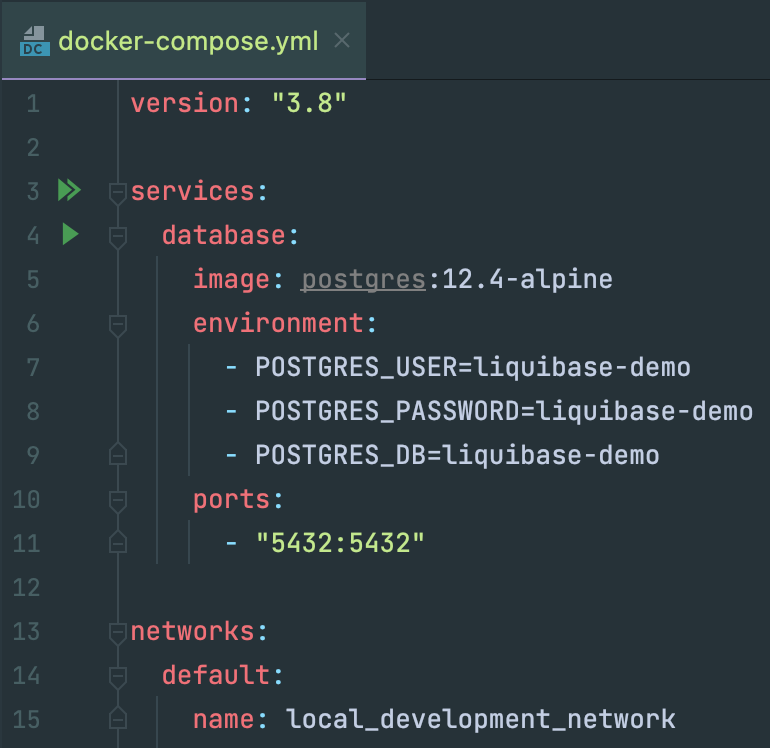 DC docker-compose.yml
1 version: "3.8"
2
3 services:
4   database:
5     image: postgres:12.4-alpine
6     environment:
7       - POSTGRES_USER=liquibase-demo
8       - POSTGRES_PASSWORD=liquibase-demo
9       - POSTGRES_DB=liquibase-demo
10     ports:
11       - "5432:5432"
12
13 networks:
14   default:
15     name: local_development_network